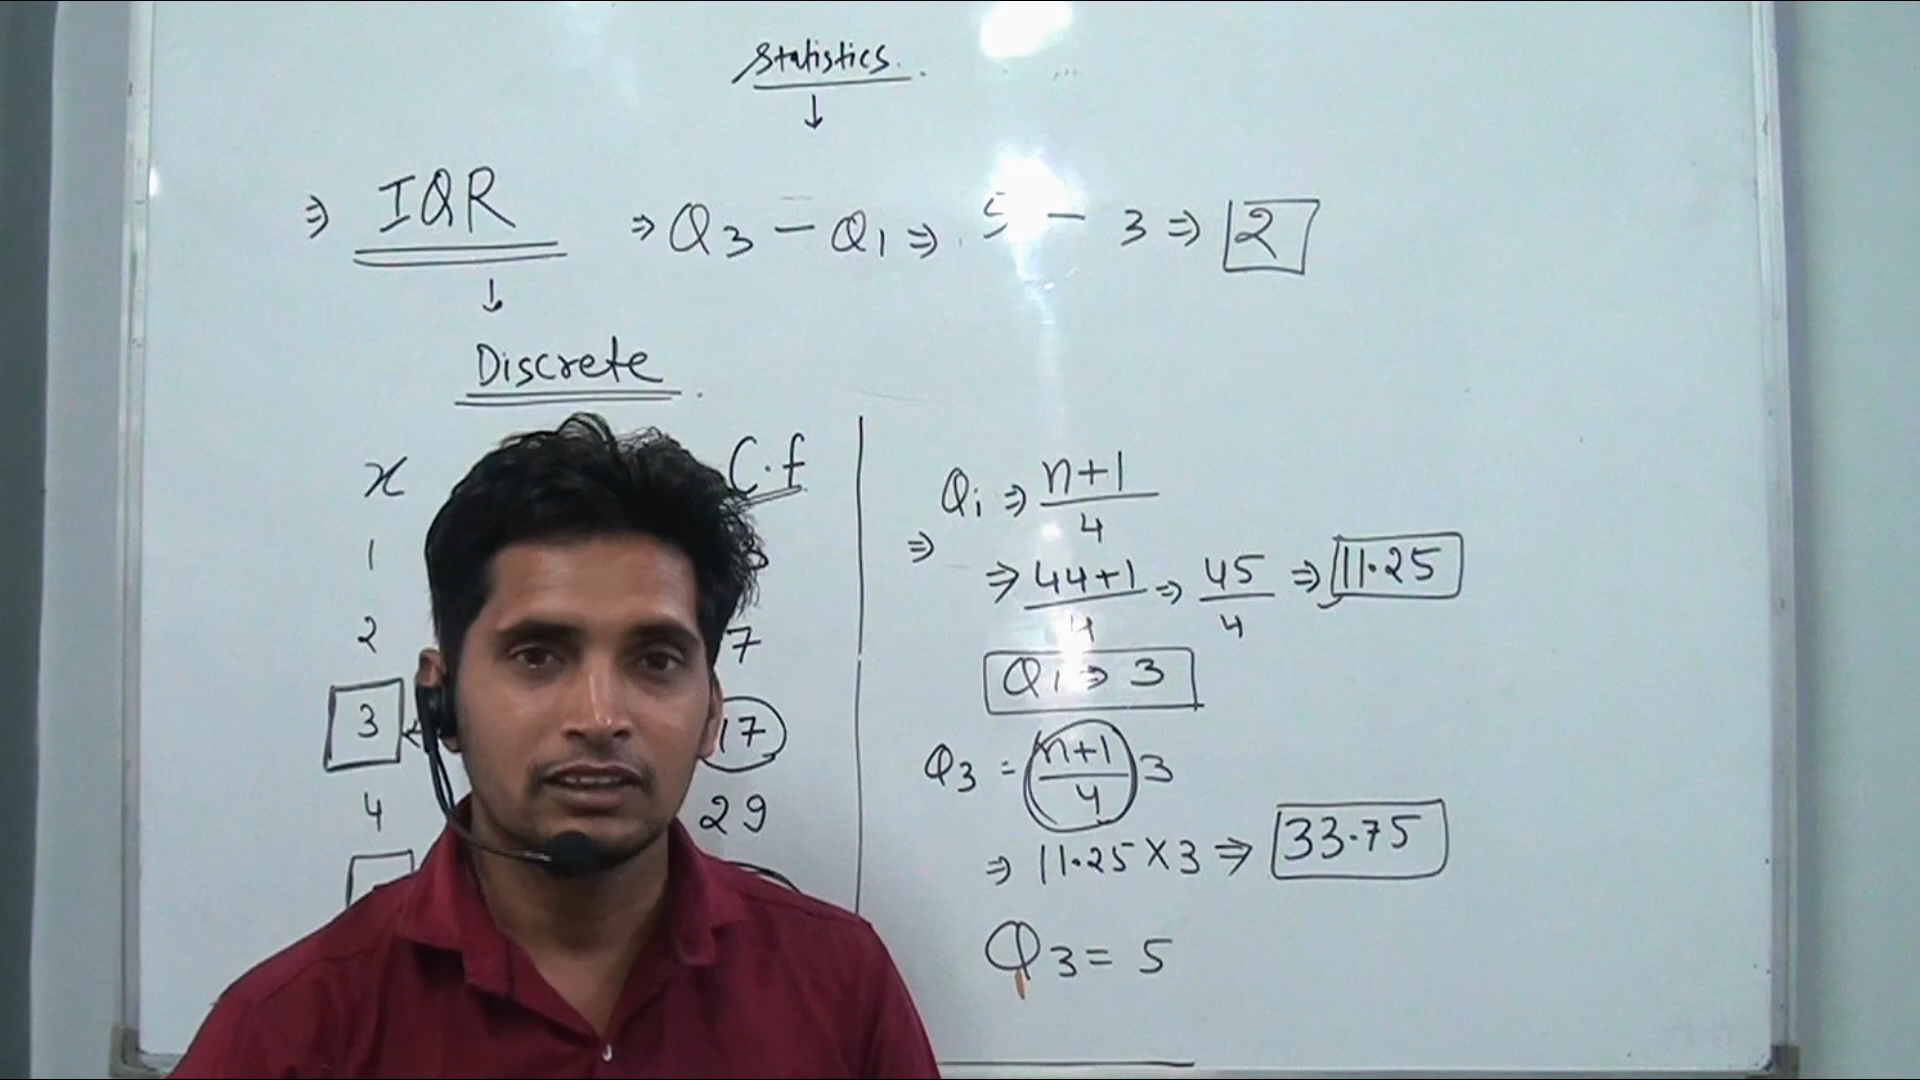 Statistics.
↓
⇒ IQR ⇒ Q3 - Q1 ⇒ 5 - 3 ⇒ 2
↓
Discrete
x C.f
1
2 7
3 17
4 29
Q1 ⇒ n+1/4
⇒
⇒ 44+1/4 ⇒ 45/4 ⇒ 11.25
Q1 ⇒ 3
Q3 = (n+1/4) 3
⇒ 11.25 × 3 ⇒ 33.75
Q3 = 5